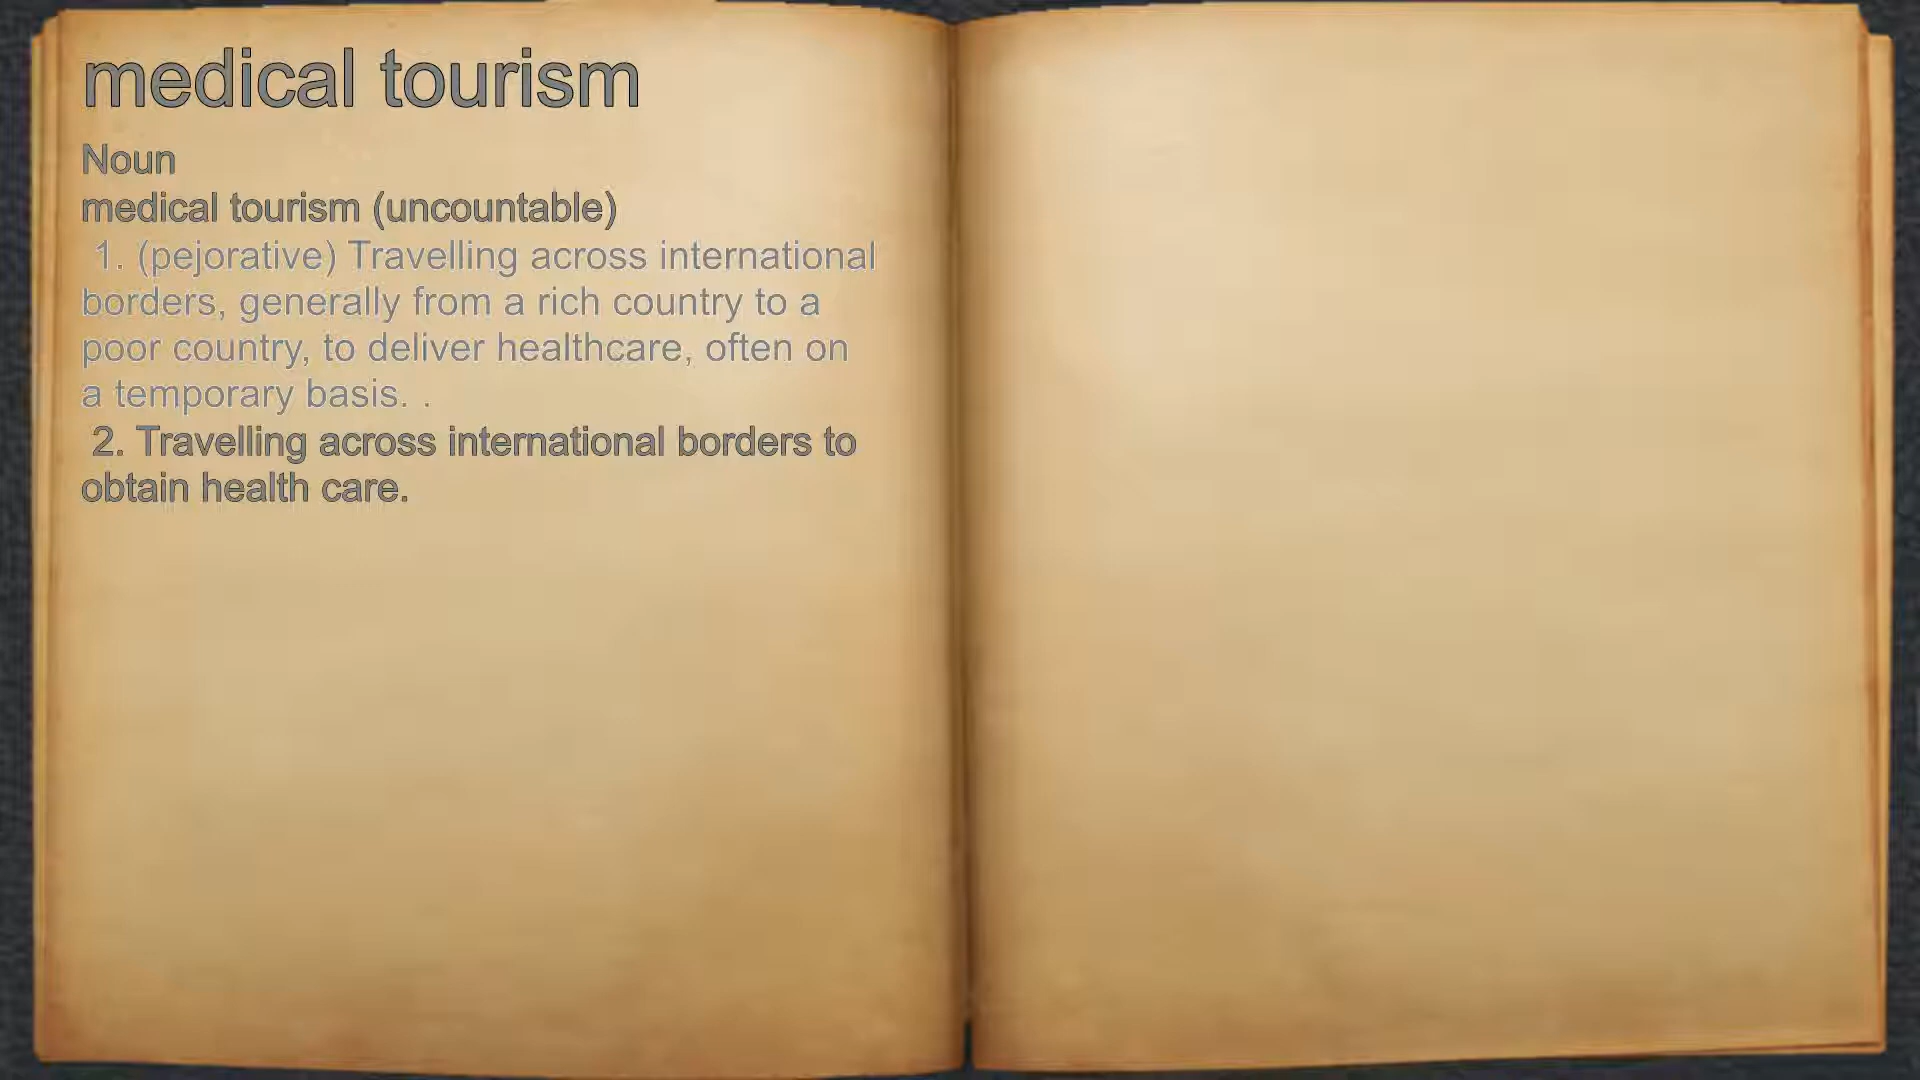 medical tourism
Noun
medical tourism (uncountable)
1. (pejorative) Travelling across international
borders, generally from a rich country to a
poor country, to deliver healthcare, often on
a temporary basis. .
2. Travelling across international borders to
obtain health care.